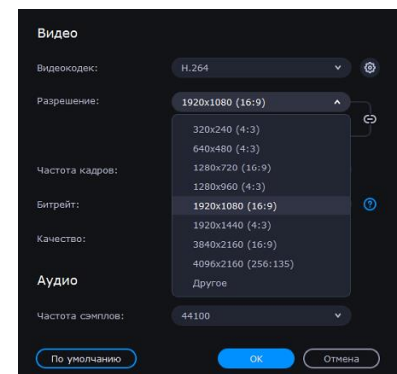 Видео
Видеокодек: H.264
Разрешение: 1920x1080 (16:9)
320x240 (4:3)
640x480 (4:3)
Частота кадров: 1280x720 (16:9)
1280x960 (4:3)
Битрейт: 1920x1080 (16:9)
1920x1440 (4:3)
Качество: 3840x2160 (16:9)
4096x2160 (256:135)
Аудио Другое
Частота сэмплов: 44100
По умолчанию OK Отмена